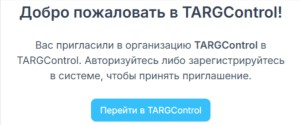 Добро пожаловать в TARGControl!
Вас пригласили в организацию TARGControl в
TARGControl. Авторизуйтесь либо зарегистрируйтесь
в системе, чтобы принять приглашение.
Перейти в TARGControl